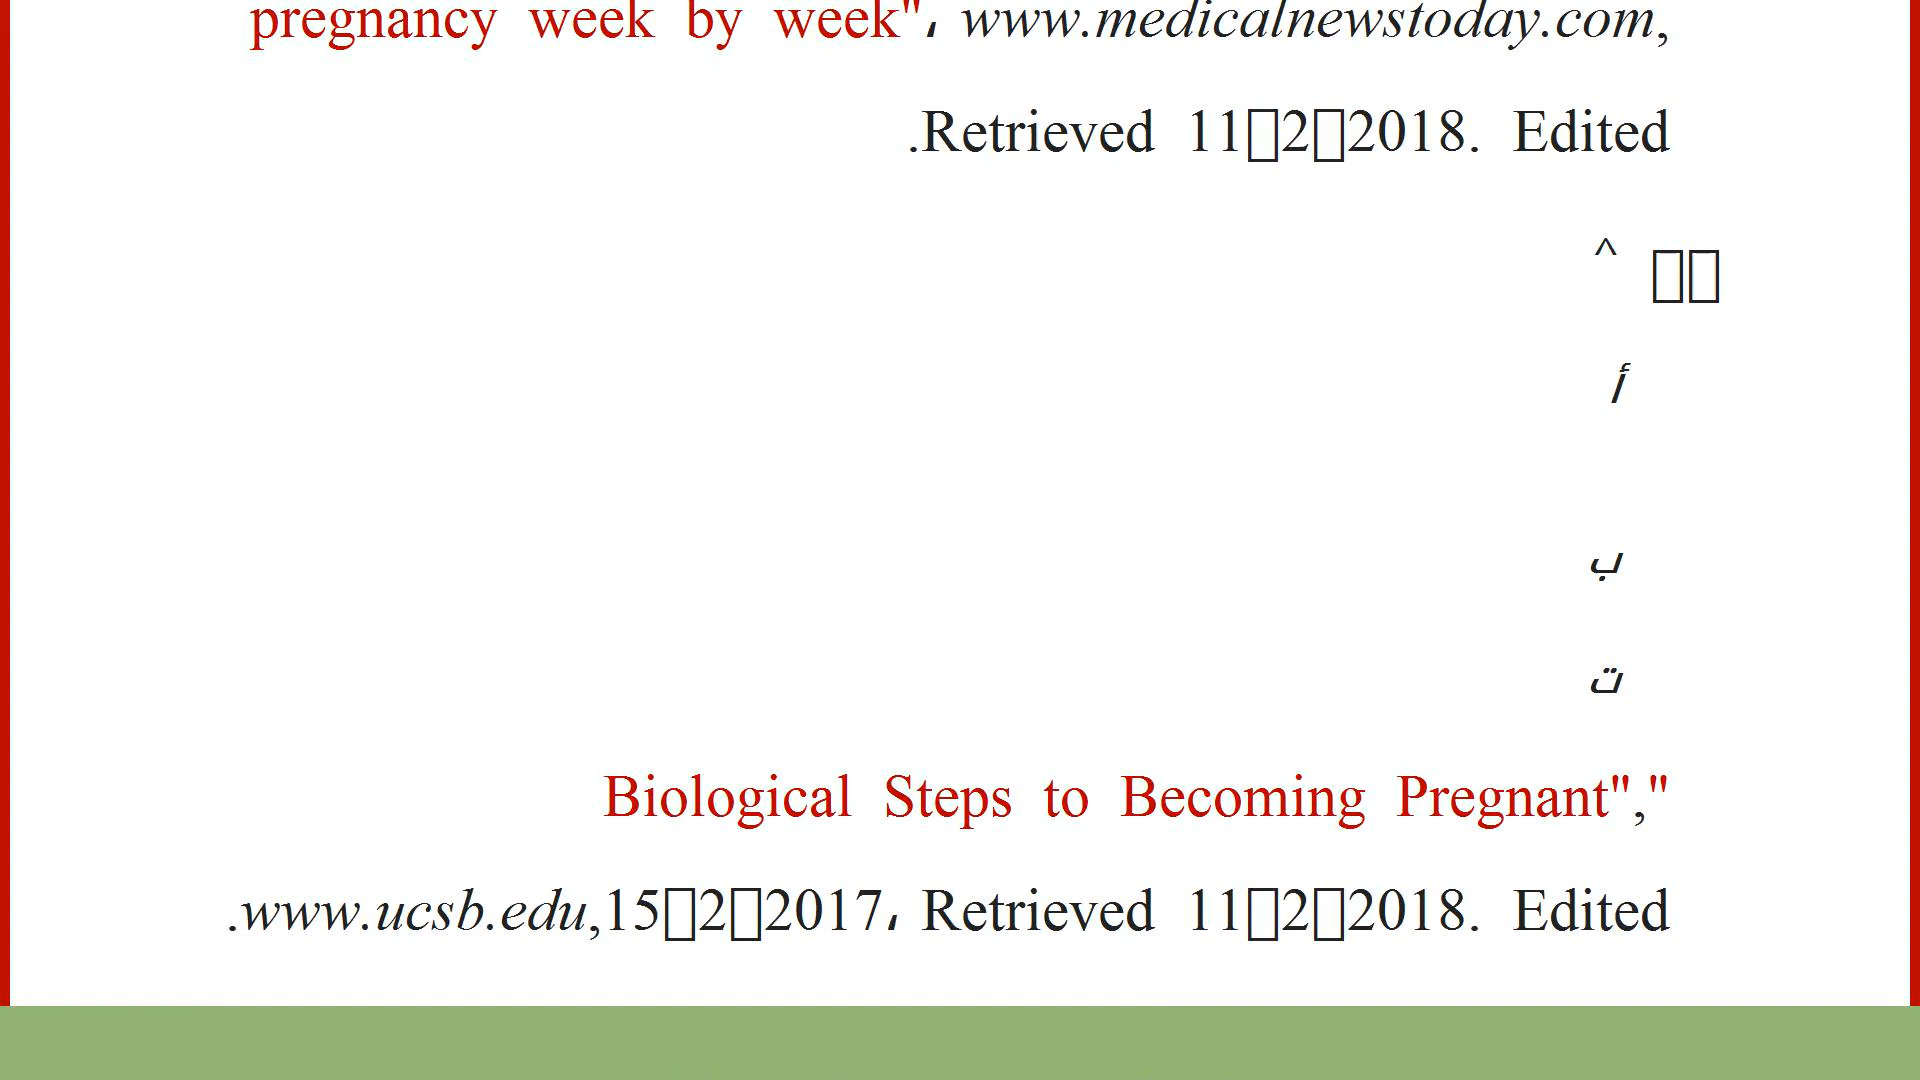 pregnancy week by week"، www.medicalnewstoday.com,
.Retrieved 11▯2▯2018. Edited
▯▯ ^
أ
ب
ت
Biological Steps to Becoming Pregnant","
.www.ucsb.edu,15▯2▯2017، Retrieved 11▯2▯2018. Edited